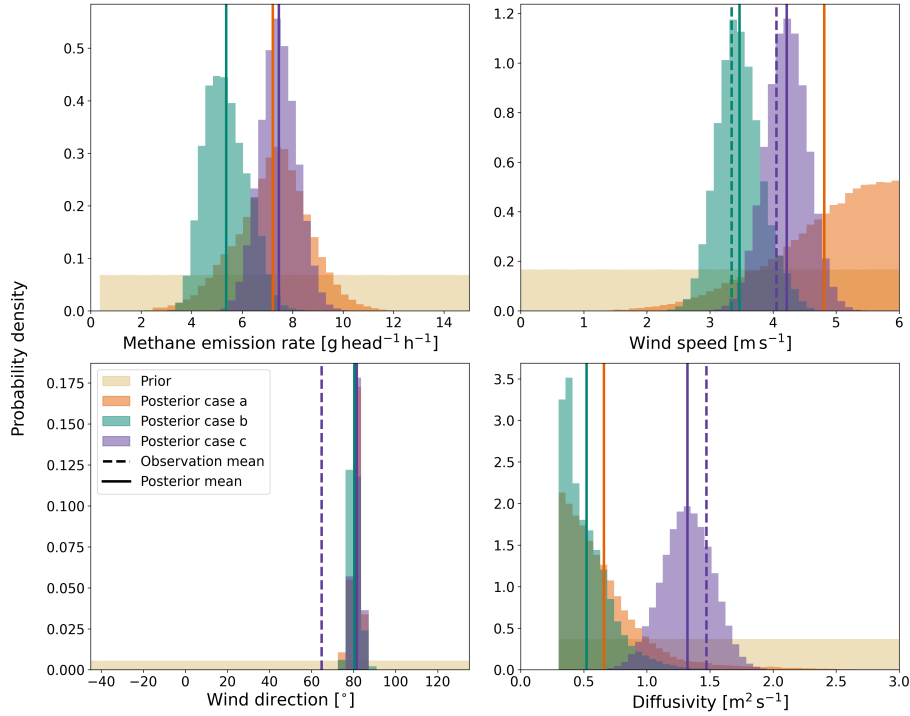 0.5
0.4
0.3
0.2
0.1
0.0
0 2 4 6 8 10 12 14
Methane emission rate [g head⁻¹ h⁻¹]
1.2
1.0
0.8
0.6
0.4
0.2
0.0
0 1 2 3 4 5 6
Wind speed [m s⁻¹]
Probability density
0.175
0.150
0.125
0.100
0.075
0.050
0.025
0.000
Prior
Posterior case a
Posterior case b
Posterior case c
Observation mean
Posterior mean
−40 −20 0 20 40 60 80 100 120
Wind direction [°]
3.5
3.0
2.5
2.0
1.5
1.0
0.5
0.0
0.0 0.5 1.0 1.5 2.0 2.5 3.0
Diffusivity [m² s⁻¹]